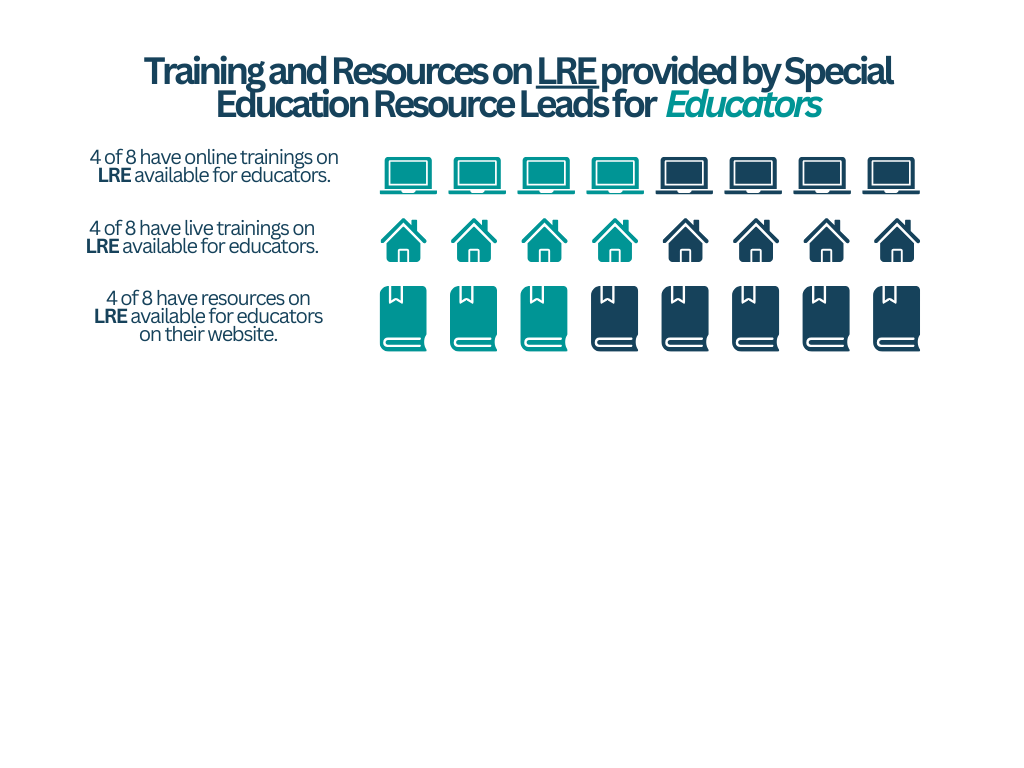 Training and Resources on LRE provided by Special
Education Resource Leads for Educators
4 of 8 have online trainings on
LRE available for educators.
4 of 8 have live trainings on
LRE available for educators.
4 of 8 have resources on
LRE available for educators
on their website.